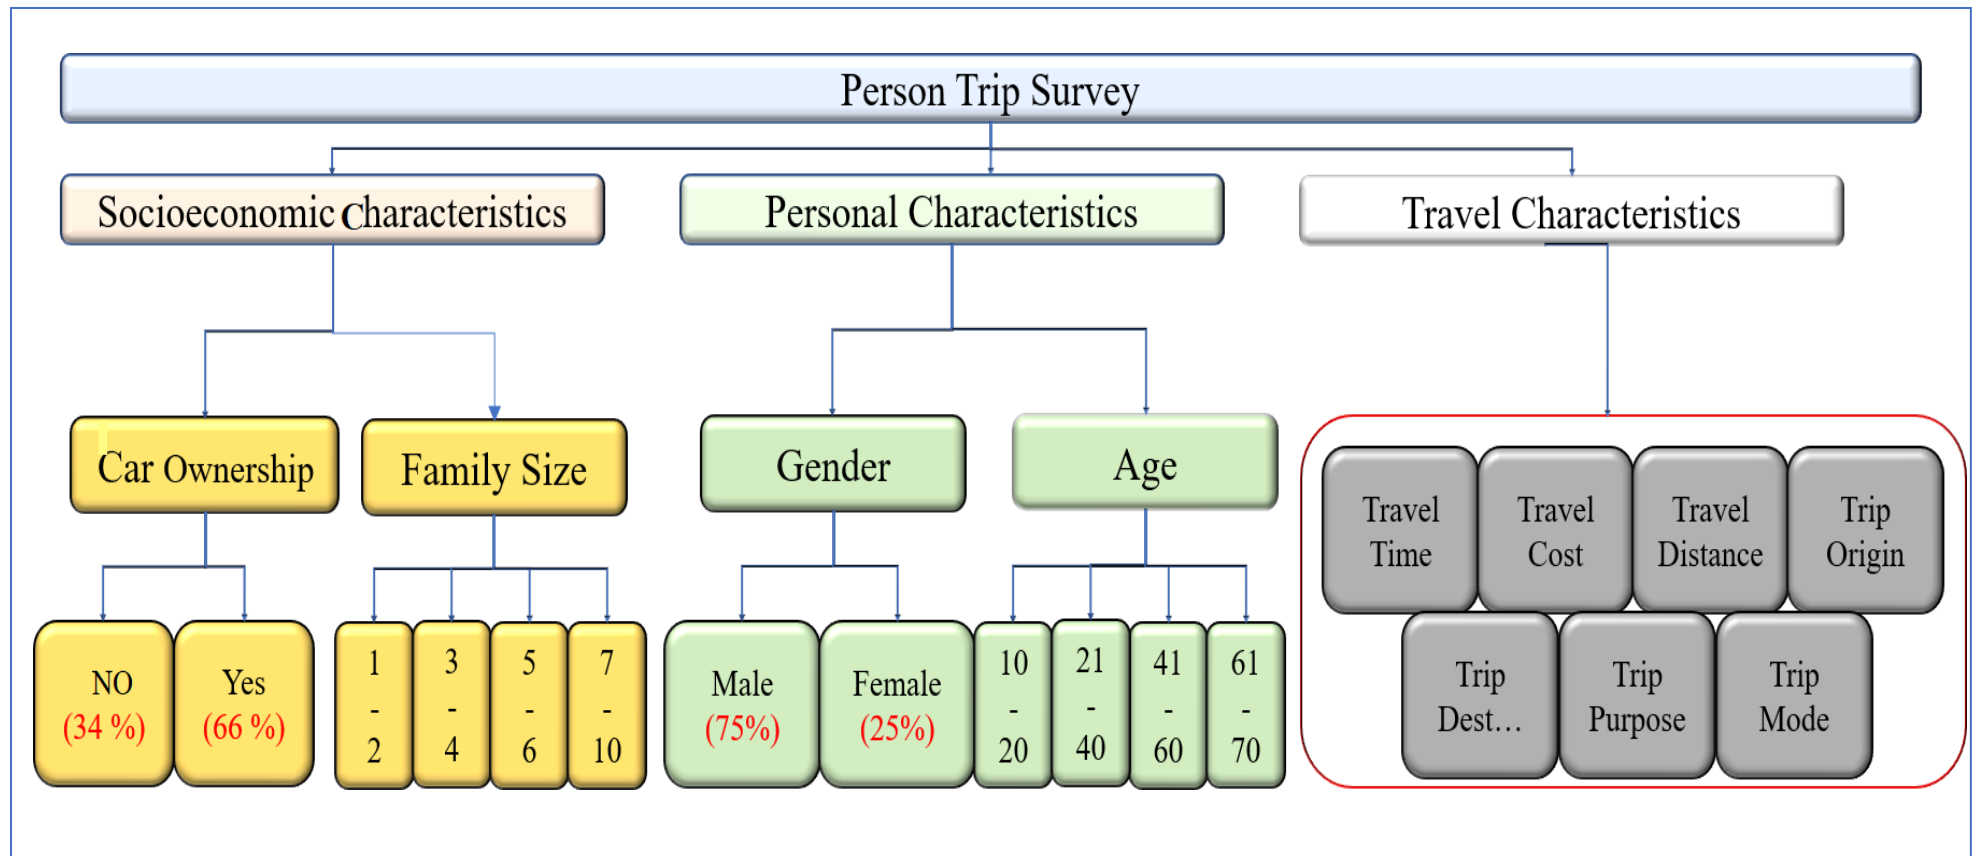 Person Trip Survey
Socioeconomic Characteristics
Personal Characteristics
Travel Characteristics
Car Ownership
Family Size
Gender
Age
NO
(34 %)
Yes
(66 %)
1
-
2
3
-
4
5
-
6
7
-
10
Male
(75%)
Female
(25%)
10
-
20
21
-
40
41
-
60
61
-
70
Travel
Time
Travel
Cost
Travel
Distance
Trip
Origin
Trip
Dest...
Trip
Purpose
Trip
Mode